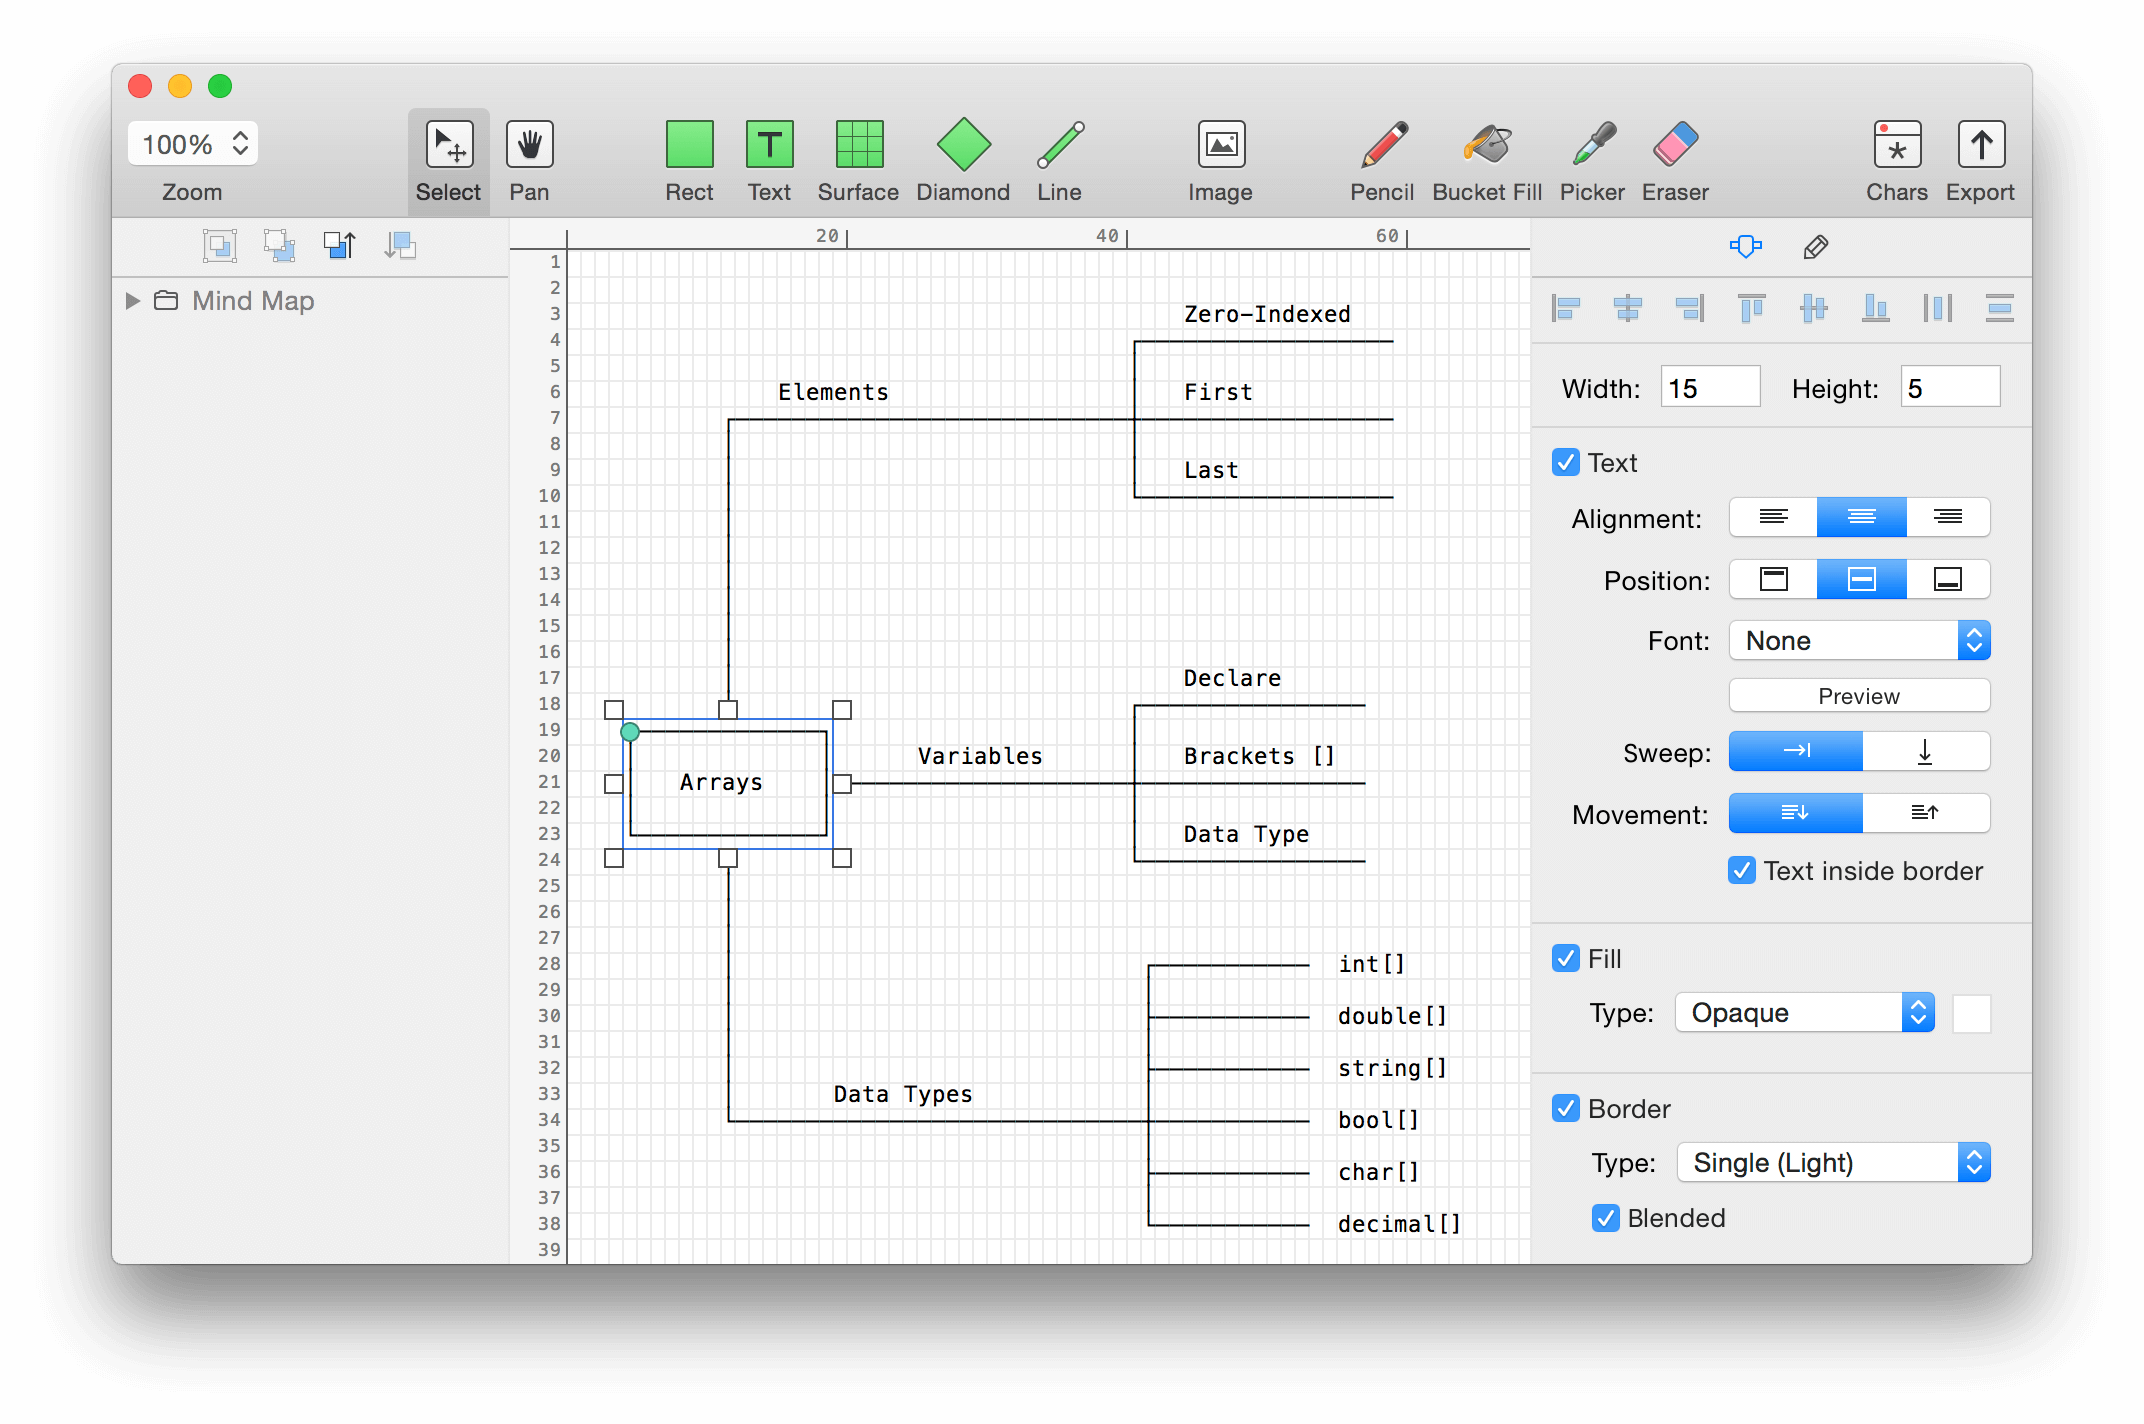 100%
Zoom
Select
Pan
Rect
Text
Surface
Diamond
Line
Image
Pencil
Bucket Fill
Picker
Eraser
Chars
Export
Mind Map
20
40
60
1
2
3
4
5
6
7
8
9
10
11
12
13
14
15
16
17
18
19
20
21
22
23
24
25
26
27
28
29
30
31
32
33
34
35
36
37
38
39
Zero-Indexed
Elements
First
Last
Declare
Variables
Brackets []
Arrays
Data Type
int[]
double[]
string[]
Data Types
bool[]
char[]
decimal[]
Width: 15 Height: 5
Text
Alignment:
Position:
Font: None
Preview
Sweep:
Movement:
Text inside border
Fill
Type: Opaque
Border
Type: Single (Light)
Blended